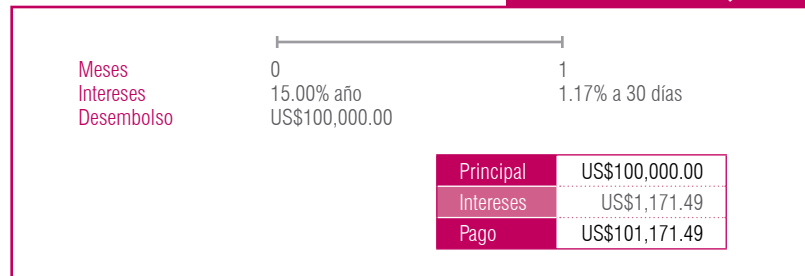 Meses 0 1
Intereses 15.00% año 1.17% a 30 días
Desembolso US$100,000.00
Principal US$100,000.00
Intereses US$1,171.49
Pago US$101,171.49